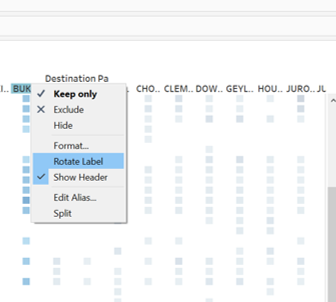 Destination Pa
BUK CHO.. CLEM.. DOW.. GEYL.. HOU.. JURO.. JU
Keep only
Exclude
Hide
Format...
Rotate Label
Show Header
Edit Alias...
Split